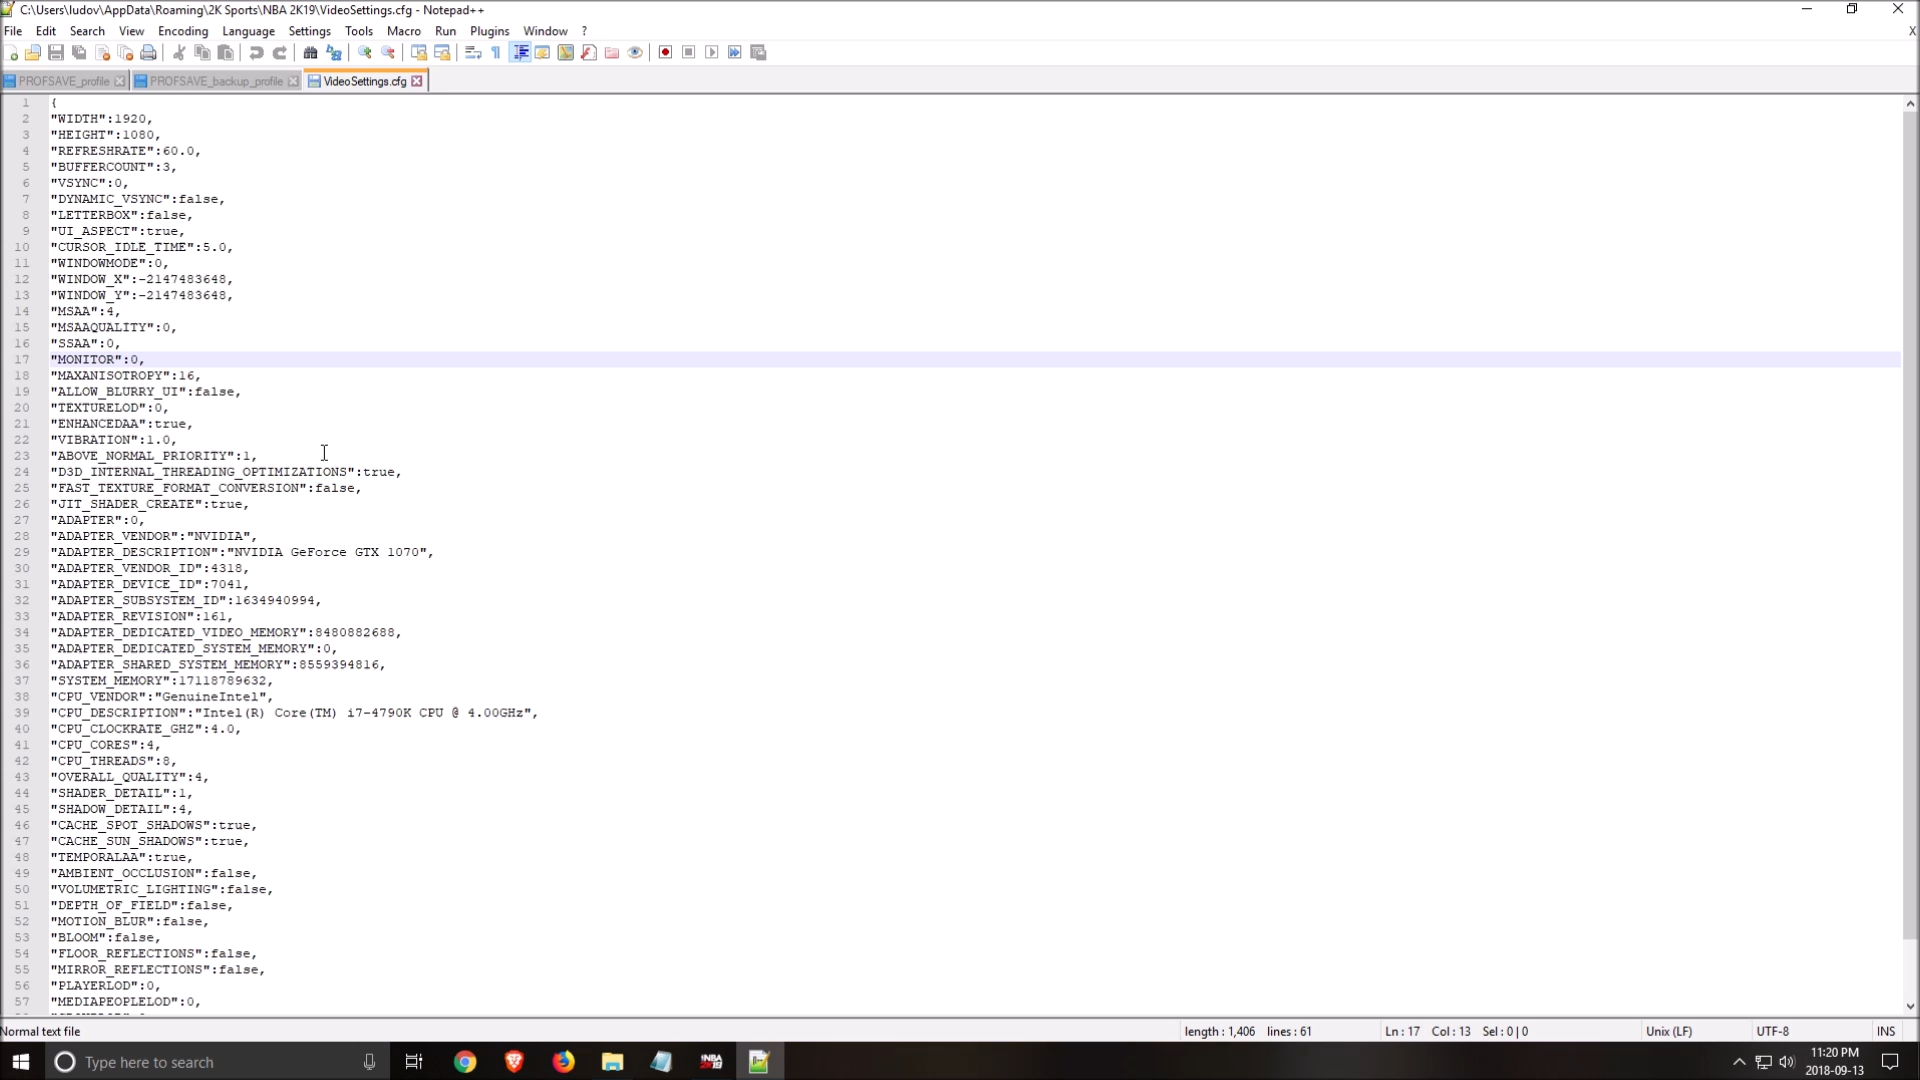 C:\Users\ludov\AppData\Roaming\2K Sports\NBA 2K19\VideoSettings.cfg - Notepad++
File Edit Search View Encoding Language Settings Tools Macro Run Plugins Window ? X
PROFSAVE_profile PROFSAVE_backup_profile VideoSettings.cfg
1 {
2 "WIDTH":1920,
3 "HEIGHT":1080,
4 "REFRESHRATE":60.0,
5 "BUFFERCOUNT":3,
6 "VSYNC":0,
7 "DYNAMIC_VSYNC":false,
8 "LETTERBOX":false,
9 "UI_ASPECT":true,
10 "CURSOR_IDLE_TIME":5.0,
11 "WINDOWMODE":0,
12 "WINDOW_X":-2147483648,
13 "WINDOW_Y":-2147483648,
14 "MSAA":4,
15 "MSAAQUALITY":0,
16 "SSAA":0,
17 "MONITOR":0,
18 "MAXANISOTROPY":16,
19 "ALLOW_BLURRY_UI":false,
20 "TEXTURELOD":0,
21 "ENHANCEDAA":true,
22 "VIBRATION":1.0,
23 "ABOVE_NORMAL_PRIORITY":1,
24 "D3D_INTERNAL_THREADING_OPTIMIZATIONS":true,
25 "FAST_TEXTURE_FORMAT_CONVERSION":false,
26 "JIT_SHADER_CREATE":true,
27 "ADAPTER":0,
28 "ADAPTER_VENDOR":"NVIDIA",
29 "ADAPTER_DESCRIPTION":"NVIDIA GeForce GTX 1070",
30 "ADAPTER_VENDOR_ID":4318,
31 "ADAPTER_DEVICE_ID":7041,
32 "ADAPTER_SUBSYSTEM_ID":1634940994,
33 "ADAPTER_REVISION":161,
34 "ADAPTER_DEDICATED_VIDEO_MEMORY":8480882688,
35 "ADAPTER_DEDICATED_SYSTEM_MEMORY":0,
36 "ADAPTER_SHARED_SYSTEM_MEMORY":8559394816,
37 "SYSTEM_MEMORY":17118789632,
38 "CPU_VENDOR":"GenuineIntel",
39 "CPU_DESCRIPTION":"Intel(R) Core(TM) i7-4790K CPU @ 4.00GHz",
40 "CPU_CLOCKRATE_GHZ":4.0,
41 "CPU_CORES":4,
42 "CPU_THREADS":8,
43 "OVERALL_QUALITY":4,
44 "SHADER_DETAIL":1,
45 "SHADOW_DETAIL":4,
46 "CACHE_SPOT_SHADOWS":true,
47 "CACHE_SUN_SHADOWS":true,
48 "TEMPORALAA":true,
49 "AMBIENT_OCCLUSION":false,
50 "VOLUMETRIC_LIGHTING":false,
51 "DEPTH_OF_FIELD":false,
52 "MOTION_BLUR":false,
53 "BLOOM":false,
54 "FLOOR_REFLECTIONS":false,
55 "MIRROR_REFLECTIONS":false,
56 "PLAYERLOD":0,
57 "MEDIAPEOPLELOD":0,
Normal text file length : 1,406 lines : 61 Ln : 17 Col : 13 Sel : 0 | 0 Unix (LF) UTF-8 INS
Type here to search NBA 2K19 11:20 PM
2018-09-13